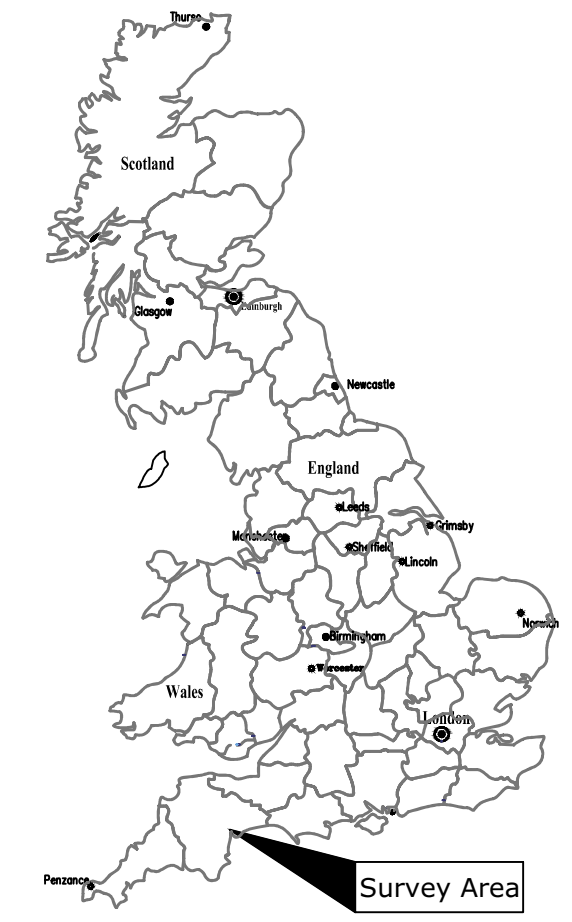 Thurso
Scotland
Edinburgh
Glasgow
Newcastle
England
Leeds
Grimsby
Manchester
Sheffield
Lincoln
Norwich
Birmingham
Worcester
Wales
London
Penzance
Survey Area